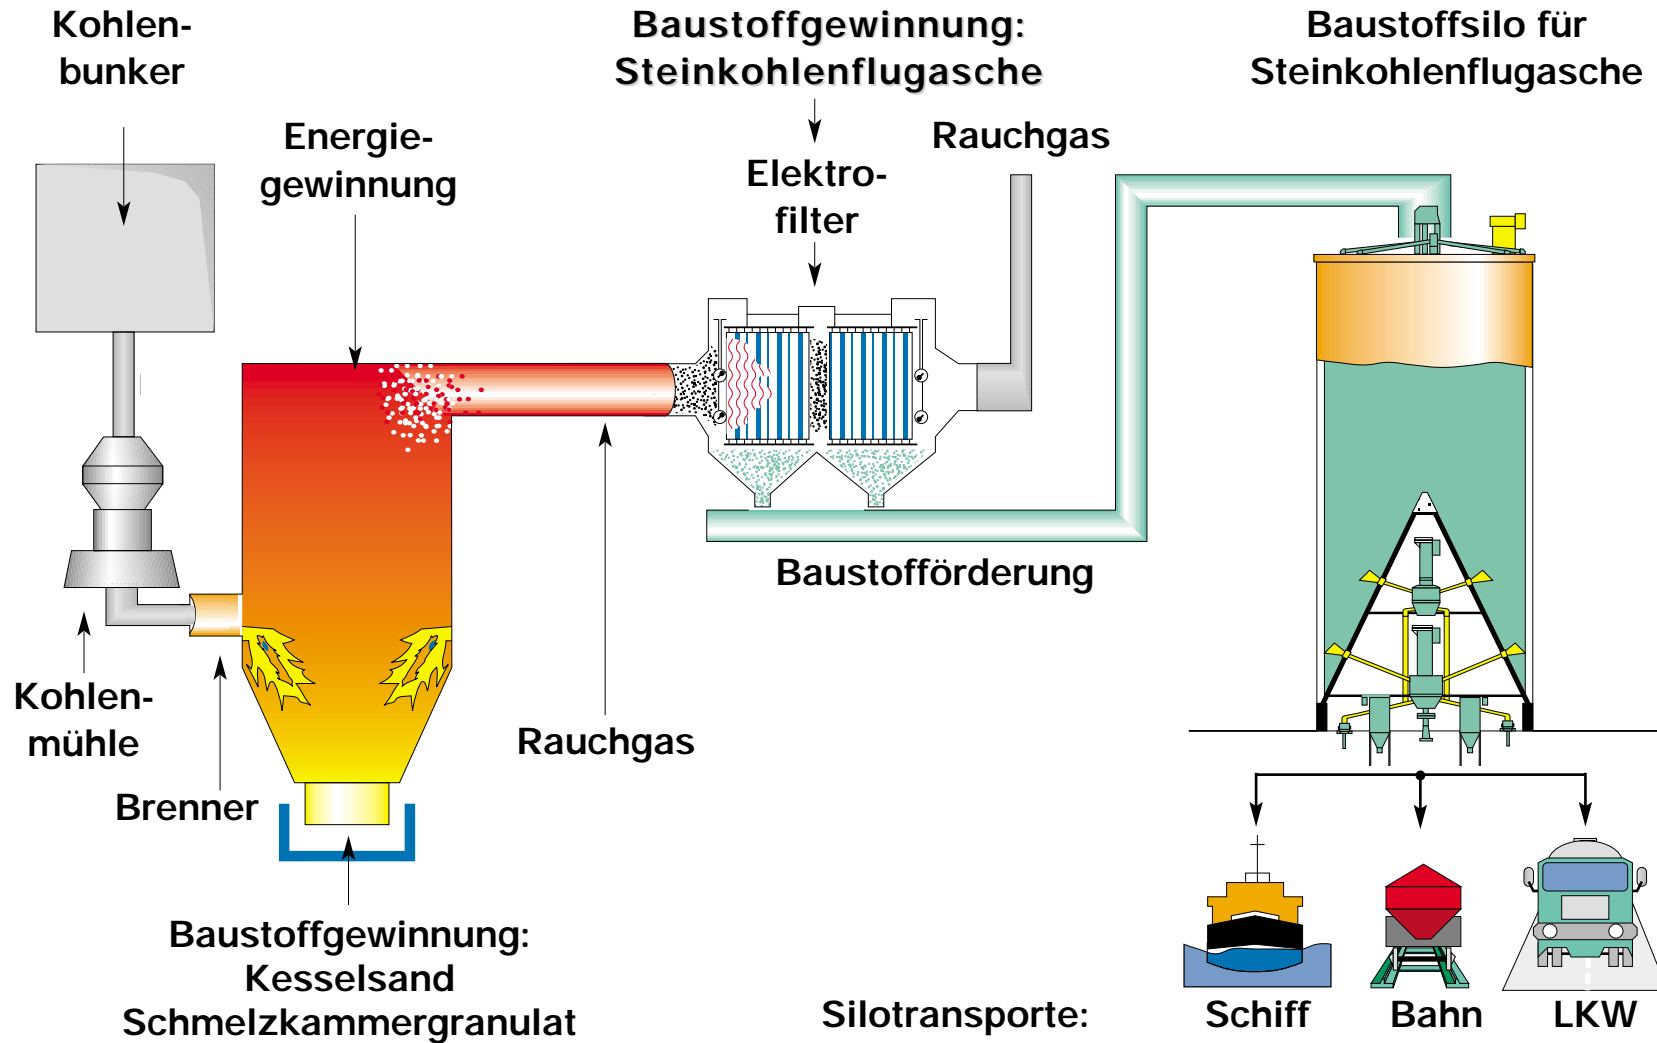 Kohlen-
bunker
Baustoffgewinnung:
Steinkohlenflugasche
Baustoffsilo für
Steinkohlenflugasche
Energie-
gewinnung
Elektro-
filter
Rauchgas
Baustofförderung
Kohlen-
mühle
Brenner
Rauchgas
Baustoffgewinnung:
Kesselsand
Schmelzkammergranulat
Silotransporte:
Schiff
Bahn
LKW